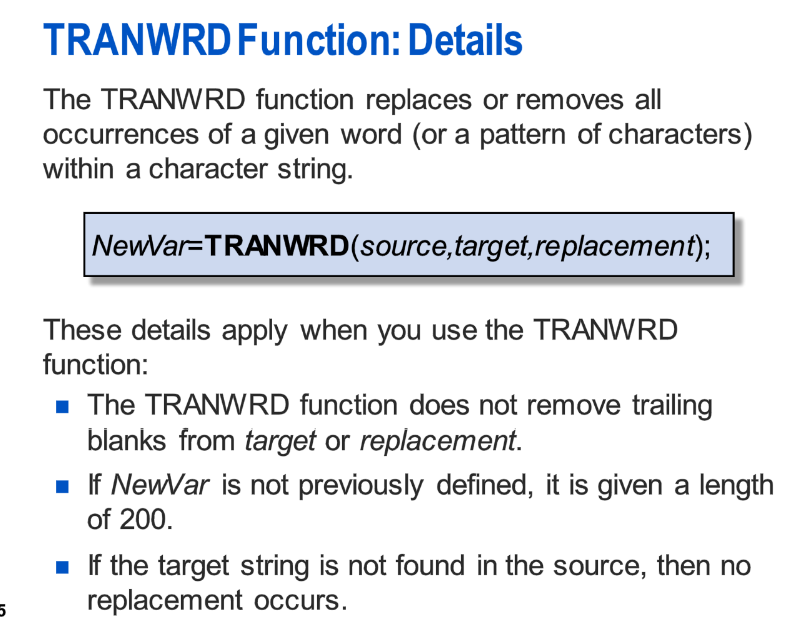 TRANWRD Function: Details
The TRANWRD function replaces or removes all
occurrences of a given word (or a pattern of characters)
within a character string.
NewVar=TRANWRD(source,target,replacement);
These details apply when you use the TRANWRD
function:
■ The TRANWRD function does not remove trailing
blanks from target or replacement.
■ If NewVar is not previously defined, it is given a length
of 200.
■ If the target string is not found in the source, then no
replacement occurs.
5